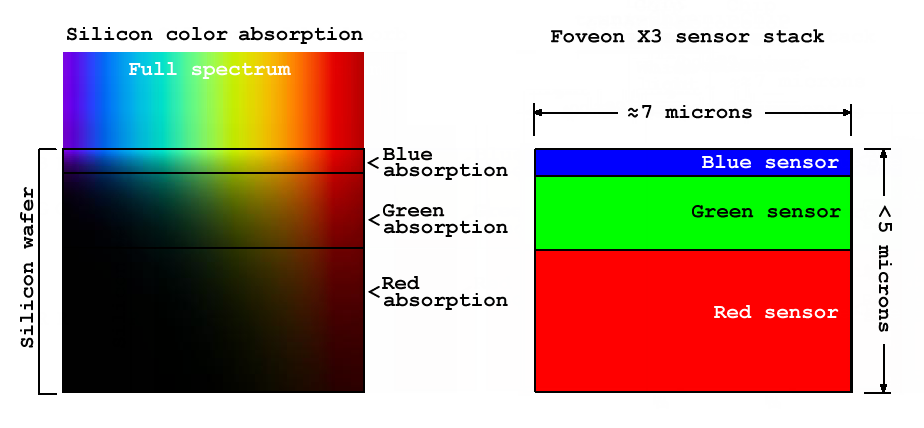 Silicon color absorption
Full spectrum
Silicon wafer
<Blue
absorption
<Green
absorption
<Red
absorption
Foveon X3 sensor stack
≈7 microns
Blue sensor
Green sensor
Red sensor
<5 microns